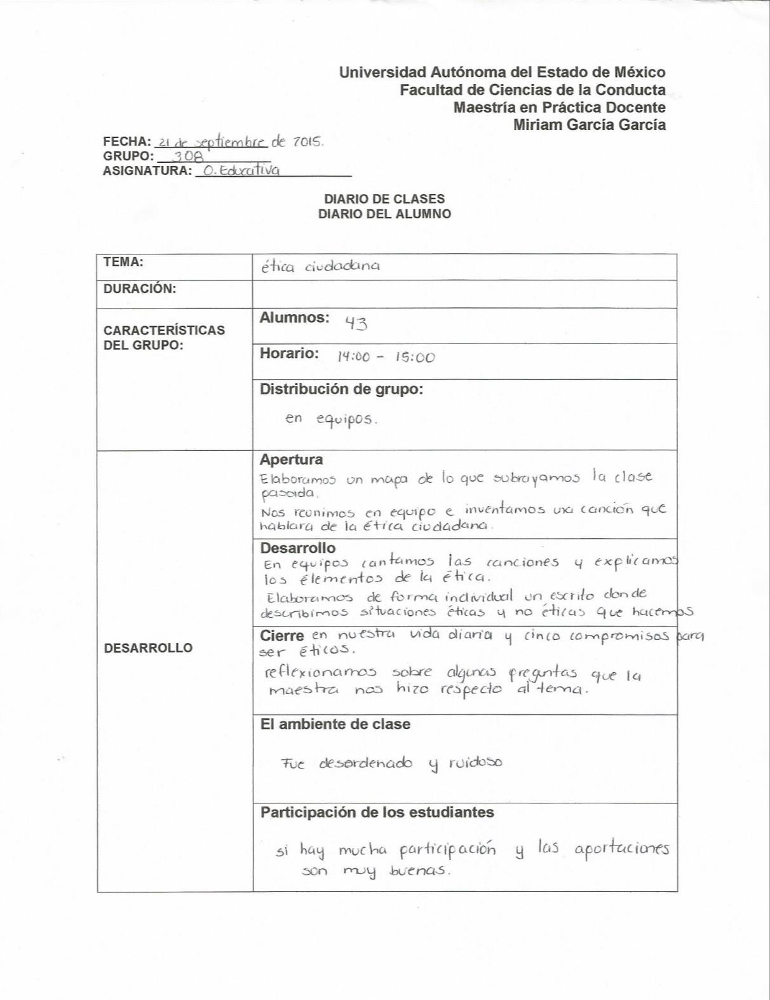 Universidad Autónoma del Estado de México
Facultad de Ciencias de la Conducta
Maestría en Práctica Docente
Miriam García García
FECHA: 21 de septiembre de 2015.
GRUPO: 308
ASIGNATURA: O. Educativa
DIARIO DE CLASES
DIARIO DEL ALUMNO
TEMA: ética ciudadana
DURACIÓN:
CARACTERÍSTICAS
DEL GRUPO:
Alumnos: 43
Horario: 14:00 - 15:00
Distribución de grupo:
en equipos.
DESARROLLO
Apertura
Elaboramos un mapa de lo que subrayamos la clase
pasada.
Nos reunimos en equipo e inventamos una canción que
hablara de la ética ciudadana.
Desarrollo
En equipos cantamos las canciones y explicamos
los elementos de la ética.
Elaboramos de forma individual un escrito donde
describimos situaciones éticas y no éticas que hacemos
Cierre en nuestra vida diaria y cinco compromisos para
ser éticos.
reflexionamos sobre algunas preguntas que la
maestra nos hizo respecto al tema.
El ambiente de clase
Fue desordenado y ruidoso
Participación de los estudiantes
si hay mucha participación y las aportaciones
son muy buenas.